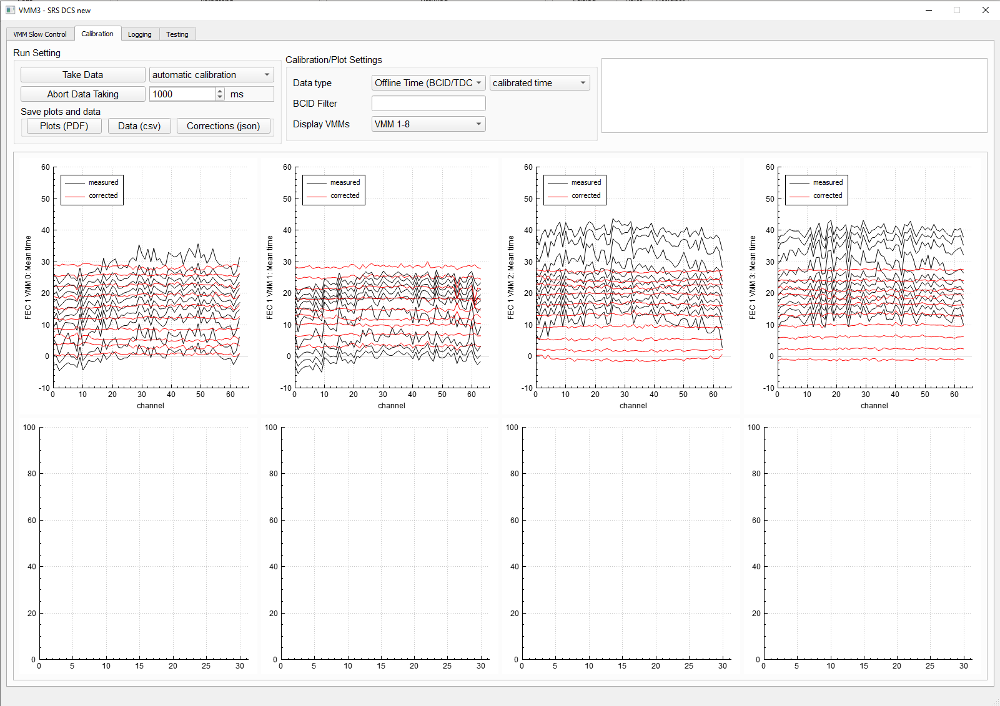 VMM3 - SRS DCS new
VMM Slow Control Calibration Logging Testing
Run Setting
Take Data automatic calibration
Abort Data Taking 1000 ms
Save plots and data
Plots (PDF) Data (csv) Corrections (json)
Calibration/Plot Settings
Data type Offline Time (BCID/TDC calibrated time
BCID Filter
Display VMMs VMM 1-8
FEC 1 VMM 0: Mean time
60
50
40
30
20
10
0
-10
measured
corrected
0 10 20 30 40 50 60
channel
FEC 1 VMM 1: Mean time
60
50
40
30
20
10
0
-10
measured
corrected
0 10 20 30 40 50 60
channel
FEC 1 VMM 2: Mean time
60
50
40
30
20
10
0
-10
measured
corrected
0 10 20 30 40 50 60
channel
FEC 1 VMM 3: Mean time
60
50
40
30
20
10
0
-10
measured
corrected
0 10 20 30 40 50 60
channel
100
80
60
40
20
0
0 5 10 15 20 25 30
100
80
60
40
20
0
0 5 10 15 20 25 30
100
80
60
40
20
0
0 5 10 15 20 25 30
100
80
60
40
20
0
0 5 10 15 20 25 30